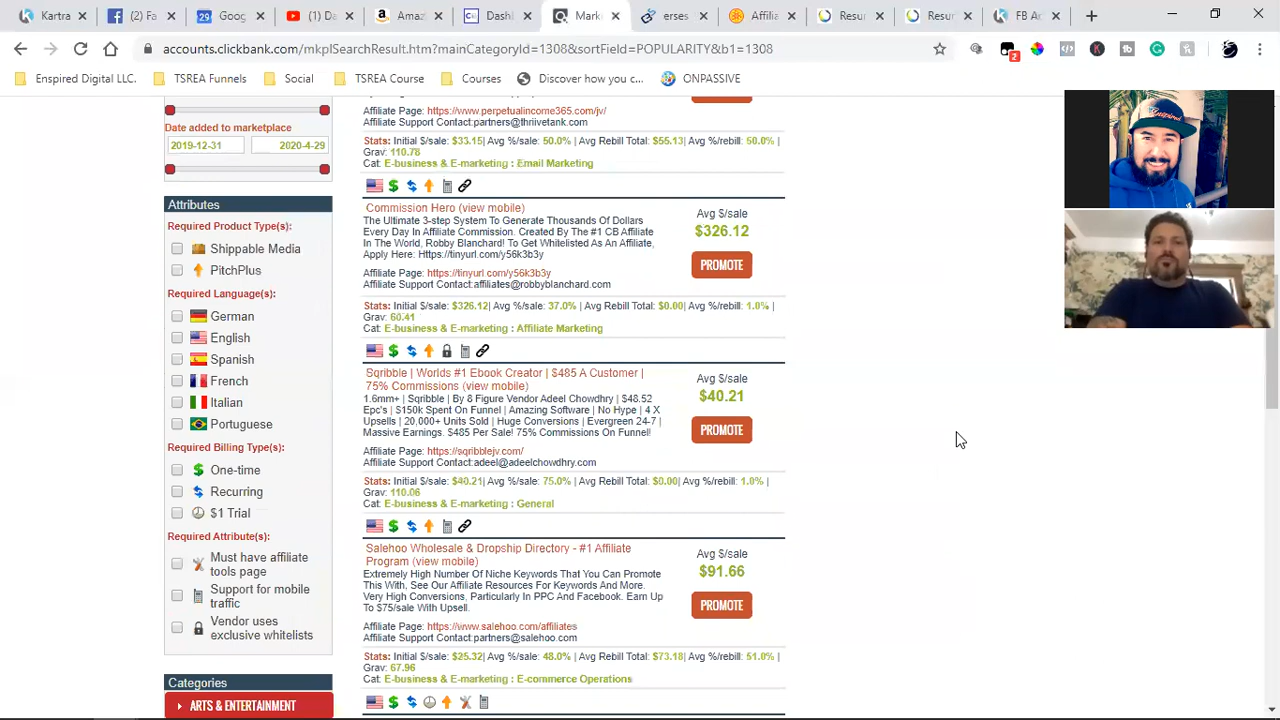 Kartra
(2) Fa
29
Goog
(1) D
Amaz
Dash
Mark
erses
Affilia
Resur
Resur
FB A
accounts.clickbank.com/mkplSearchResult.htm?mainCategoryId=1308&sortField=POPULARITY&b1=1308
2
Enspired Digital LLC.
TSREA Funnels
Social
TSREA Course
Courses
Discover how you c...
ONPASSIVE
Date added to marketplace
2019-12-31
2020-4-29
Attributes
Required Product Type(s):
Shippable Media
PitchPlus
Required Language(s):
German
English
Spanish
French
Italian
Portuguese
Required Billing Type(s):
One-time
Recurring
$1 Trial
Required Attribute(s):
Must have affiliate
tools page
Support for mobile
traffic
Vendor uses
exclusive whitelists
Categories
ARTS & ENTERTAINMENT
Affiliate Page: https://www.perpetualincome365.com/jv/
Affiliate Support Contact:partners@thriivetank.com
Stats: Initial $/sale: $33.15| Avg %/sale: 50.0% | Avg Rebill Total: $55.13| Avg %/rebill: 50.0% |
Grav: 110.78
Cat: E-business & E-marketing : Email Marketing
Commission Hero (view mobile)
The Ultimate 3-step System To Generate Thousands Of Dollars
Every Day In Affiliate Commission. Created By The #1 CB Affiliate
In The World, Robby Blanchard! To Get Whitelisted As An Affiliate,
Apply Here: Https://tinyurl.com/y56k3b3y
Affiliate Page: https://tinyurl.com/y56k3b3y
Affiliate Support Contact:affiliates@robbyblanchard.com
Avg $/sale
$326.12
PROMOTE
Stats: Initial $/sale: $326.12| Avg %/sale: 37.0% | Avg Rebill Total: $0.00| Avg %/rebill: 1.0% |
Grav: 60.41
Cat: E-business & E-marketing : Affiliate Marketing
Sqribble | Worlds #1 Ebook Creator | $485 A Customer |
75% Commissions (view mobile)
1.6mm+ | Sqribble | By 8 Figure Vendor Adeel Chowdhry | $48.52
Epc's | $150k Spent On Funnel | Amazing Software | No Hype | 4 X
Upsells | 20,000+ Units Sold | Huge Conversions | Evergreen 24-7 |
Massive Earnings. $485 Per Sale! 75% Commissions On Funnel!
Affiliate Page: https://sqribblejv.com/
Affiliate Support Contact:adeel@adeelchowdhry.com
Avg $/sale
$40.21
PROMOTE
Stats: Initial $/sale: $40.21| Avg %/sale: 75.0% | Avg Rebill Total: $0.00| Avg %/rebill: 1.0% |
Grav: 110.06
Cat: E-business & E-marketing : General
Salehoo Wholesale & Dropship Directory - #1 Affiliate
Program (view mobile)
Extremely High Number Of Niche Keywords That You Can Promote
This With, See Our Affiliate Resources For Keywords And More.
Very High Conversions, Particularly In PPC And Facebook. Earn Up
To $75/sale With Upsell.
Affiliate Page: https://www.salehoo.com/affiliates
Affiliate Support Contact:partners@salehoo.com
Avg $/sale
$91.66
PROMOTE
Stats: Initial $/sale: $25.32| Avg %/sale: 48.0% | Avg Rebill Total: $73.18| Avg %/rebill: 51.0% |
Grav: 67.96
Cat: E-business & E-marketing : E-commerce Operations